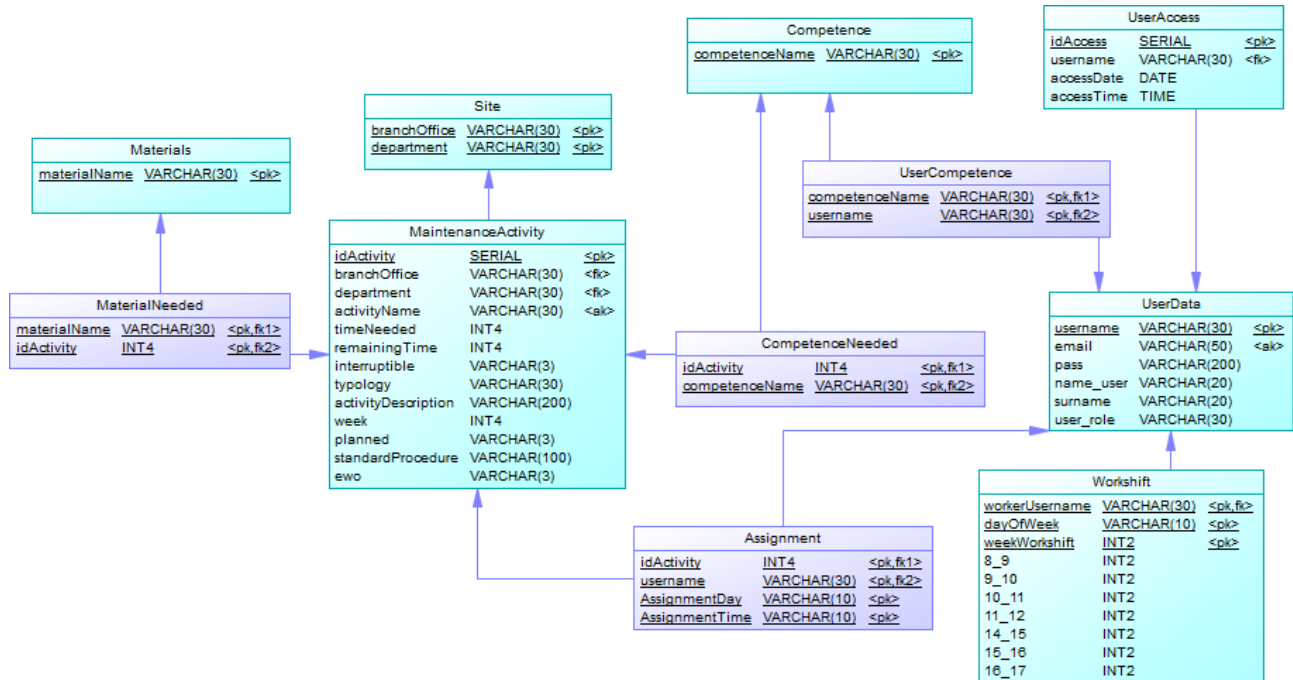 Competence
competenceName VARCHAR(30) <pk>
UserAccess
idAccess SERIAL <pk>
username VARCHAR(30) <fk>
accessDate DATE
accessTime TIME
Site
branchOffice VARCHAR(30) <pk>
department VARCHAR(30) <pk>
Materials
materialName VARCHAR(30) <pk>
UserCompetence
competenceName VARCHAR(30) <pk,fk1>
username VARCHAR(30) <pk,fk2>
MaintenanceActivity
idActivity SERIAL <pk>
branchOffice VARCHAR(30) <fk>
department VARCHAR(30) <fk>
activityName VARCHAR(30) <ak>
timeNeeded INT4
remainingTime INT4
interruptible VARCHAR(3)
typology VARCHAR(30)
activityDescription VARCHAR(200)
week INT4
planned VARCHAR(3)
standardProcedure VARCHAR(100)
ewo VARCHAR(3)
MaterialNeeded
materialName VARCHAR(30) <pk,fk1>
idActivity INT4 <pk,fk2>
UserData
username VARCHAR(30) <pk>
email VARCHAR(50) <ak>
pass VARCHAR(200)
name_user VARCHAR(20)
surname VARCHAR(20)
user_role VARCHAR(30)
CompetenceNeeded
idActivity INT4 <pk,fk1>
competenceName VARCHAR(30) <pk,fk2>
Workshift
workerUsername VARCHAR(30) <pk,fk>
dayOfWeek VARCHAR(10) <pk>
weekWorkshift INT2 <pk>
8_9 INT2
9_10 INT2
10_11 INT2
11_12 INT2
14_15 INT2
15_16 INT2
16_17 INT2
Assignment
idActivity INT4 <pk,fk1>
username VARCHAR(30) <pk,fk2>
AssignmentDay VARCHAR(10) <pk>
AssignmentTime VARCHAR(10) <pk>